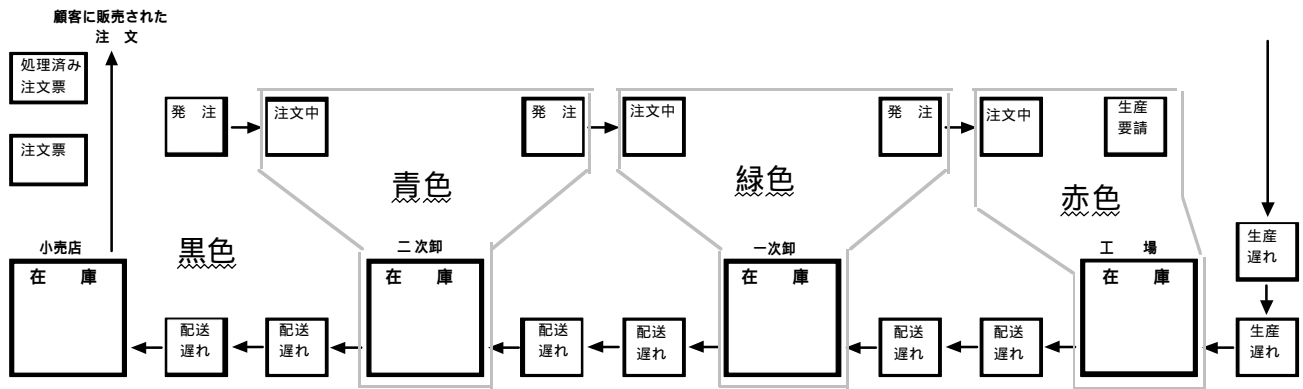 顧客に販売された
注 文
処理済み
注文票
注文票
発 注
注文中
発 注
注文中
発 注
注文中
生産
要請
青色
緑色
赤色
黒色
小売店
在 庫
二次卸
在 庫
一次卸
在 庫
工 場
在 庫
生産
遅れ
配送
遅れ
配送
遅れ
配送
遅れ
配送
遅れ
配送
遅れ
配送
遅れ
生産
遅れ